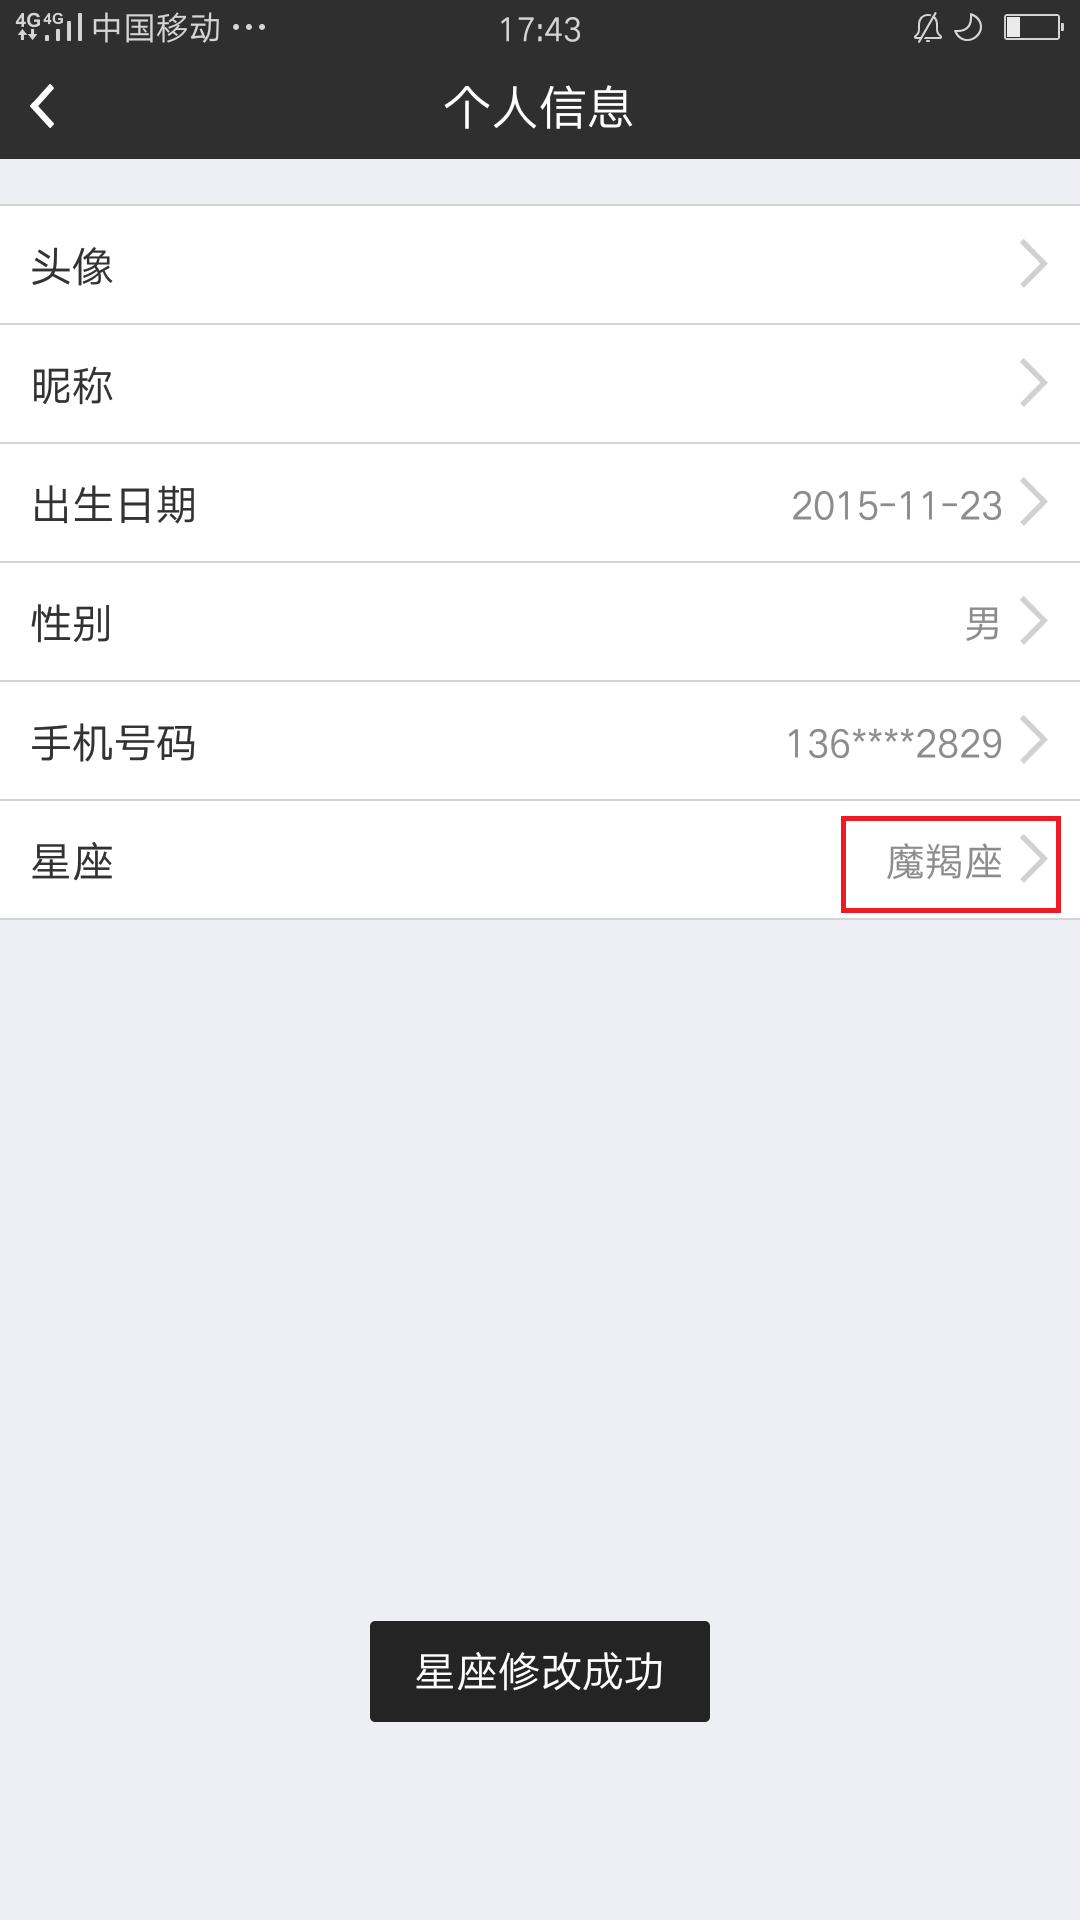 4G 4G 中国移动 ··· 17:43
个人信息
头像
昵称
出生日期 2015-11-23
性别 男
手机号码 136****2829
星座 魔羯座
星座修改成功